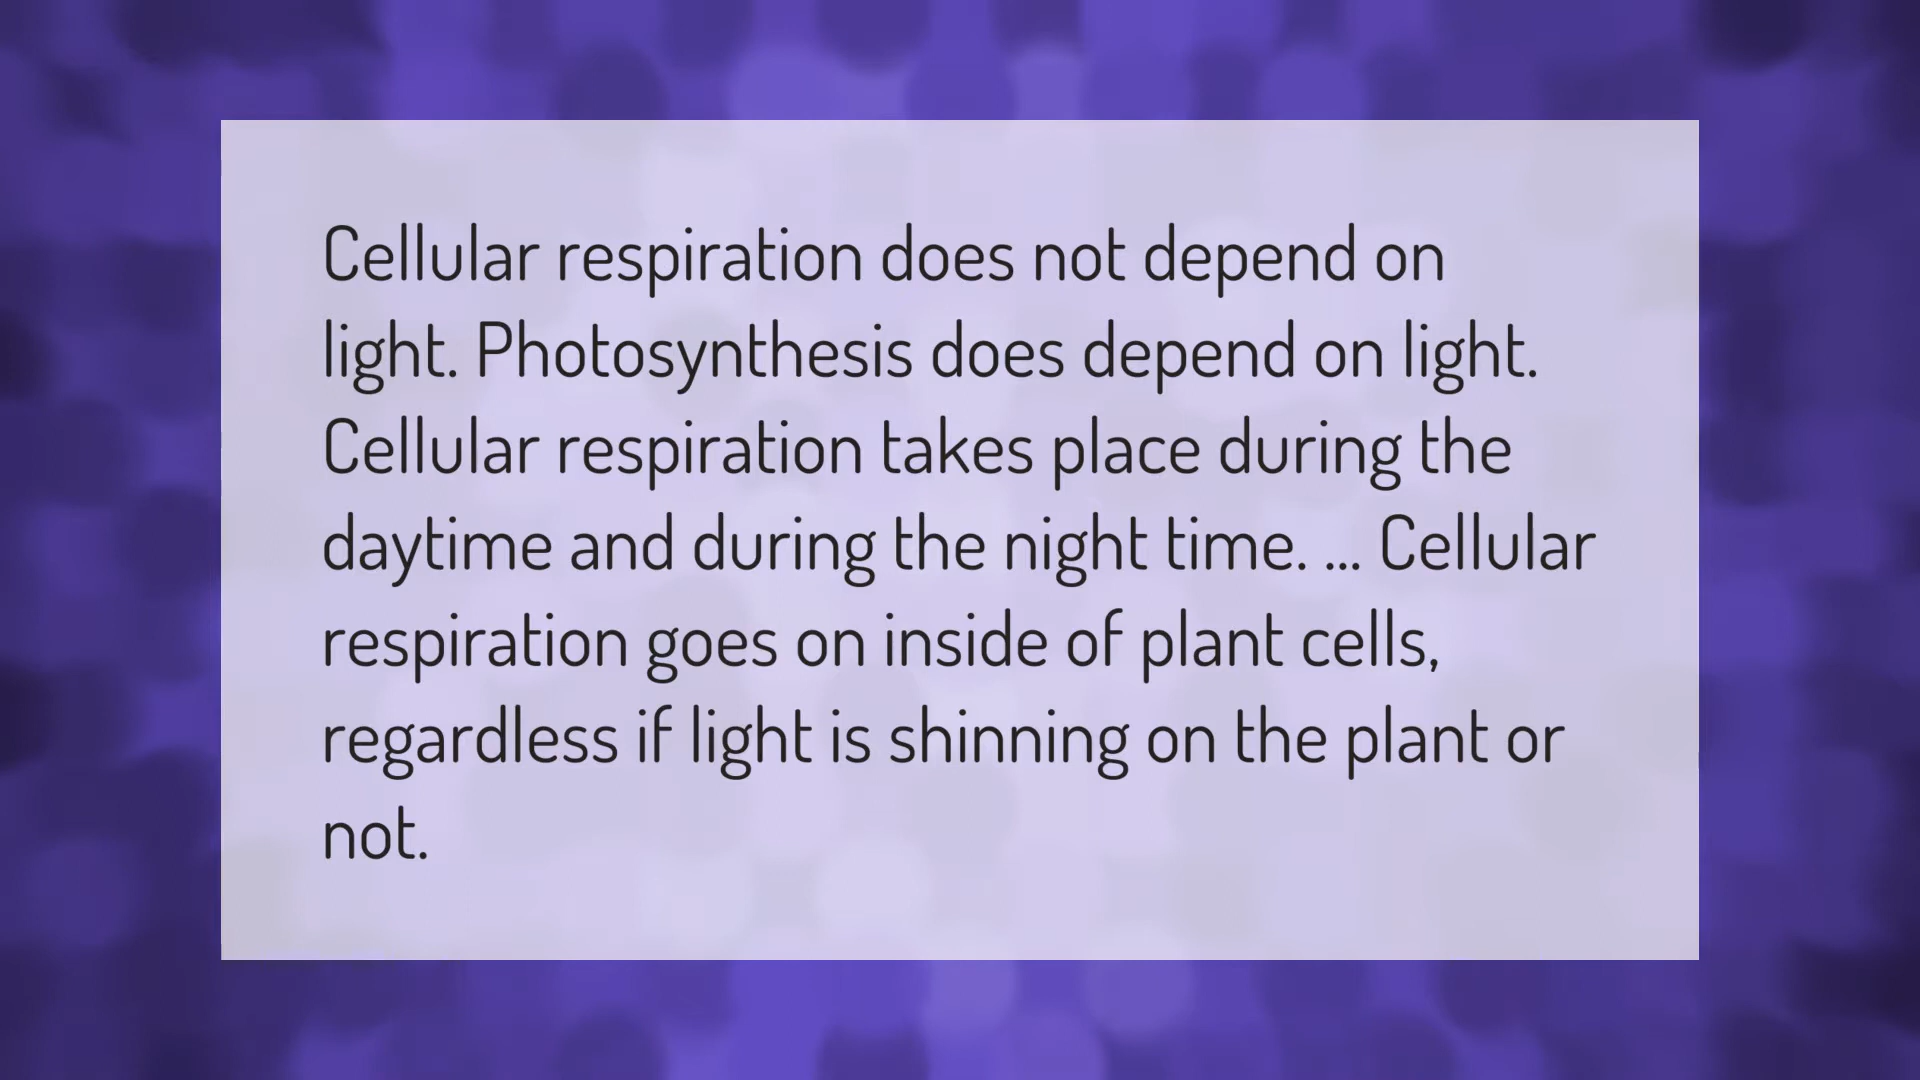 Cellular respiration does not depend on
light. Photosynthesis does depend on light.
Cellular respiration takes place during the
daytime and during the night time. ... Cellular
respiration goes on inside of plant cells,
regardless if light is shinning on the plant or
not.